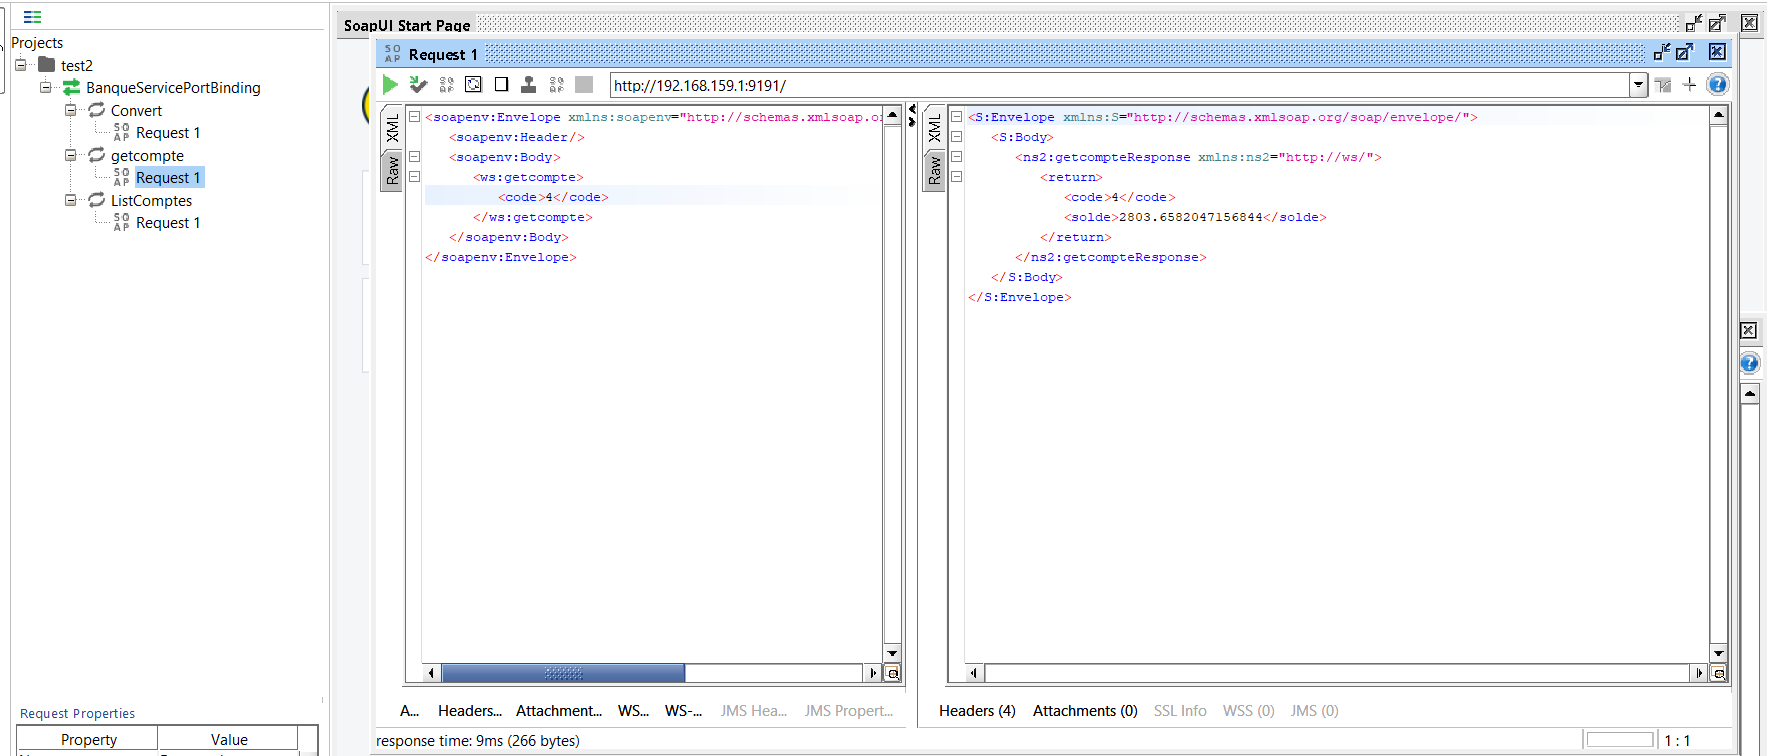 Projects
test2
BanqueServicePortBinding
Convert
SOAP Request 1
getcompte
SOAP Request 1
ListComptes
SOAP Request 1
Request Properties
Property Value
SoapUI Start Page
SOAP Request 1
http://192.168.159.1:9191/
XML
Raw
<soapenv:Envelope xmlns:soapenv="http://schemas.xmlsoap.or
<soapenv:Header/>
<soapenv:Body>
<ws:getcompte>
<code>4</code>
</ws:getcompte>
</soapenv:Body>
</soapenv:Envelope>
A... Headers... Attachment... WS... WS-... JMS Hea... JMS Propert...
XML
Raw
<S:Envelope xmlns:S="http://schemas.xmlsoap.org/soap/envelope/">
<S:Body>
<ns2:getcompteResponse xmlns:ns2="http://ws/">
<return>
<code>4</code>
<solde>2803.6582047156844</solde>
</return>
</ns2:getcompteResponse>
</S:Body>
</S:Envelope>
Headers (4) Attachments (0) SSL Info WSS (0) JMS (0)
response time: 9ms (266 bytes)
1 : 1